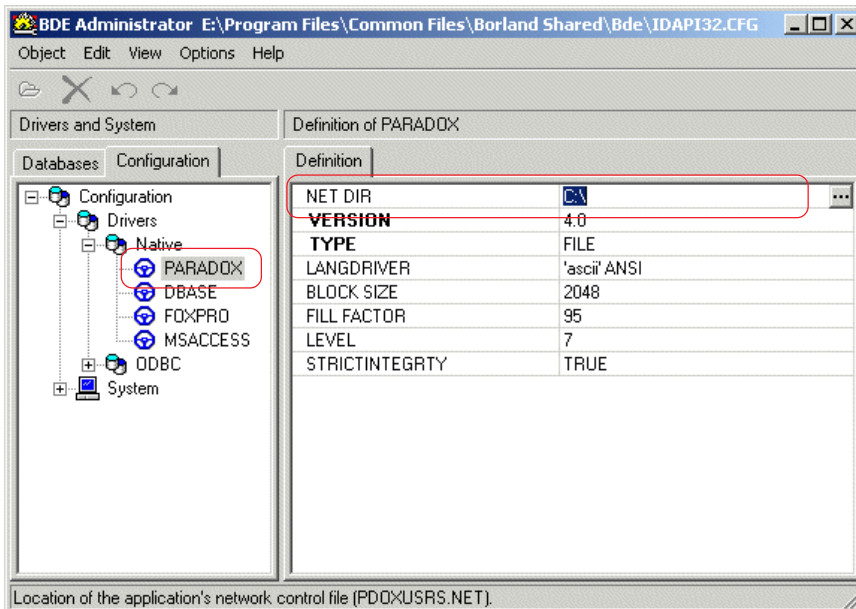 BDE Administrator E:\Program Files\Common Files\Borland Shared\Bde\IDAPI32.CFG
Object Edit View Options Help
Drivers and System
Definition of PARADOX
Databases Configuration
Definition
Configuration
Drivers
Native
PARADOX
DBASE
FOXPRO
MSACCESS
ODBC
System
NET DIR C:\
VERSION 4.0
TYPE FILE
LANGDRIVER 'ascii' ANSI
BLOCK SIZE 2048
FILL FACTOR 95
LEVEL 7
STRICTINTEGRTY TRUE
Location of the application's network control file (PDOXUSRS.NET).